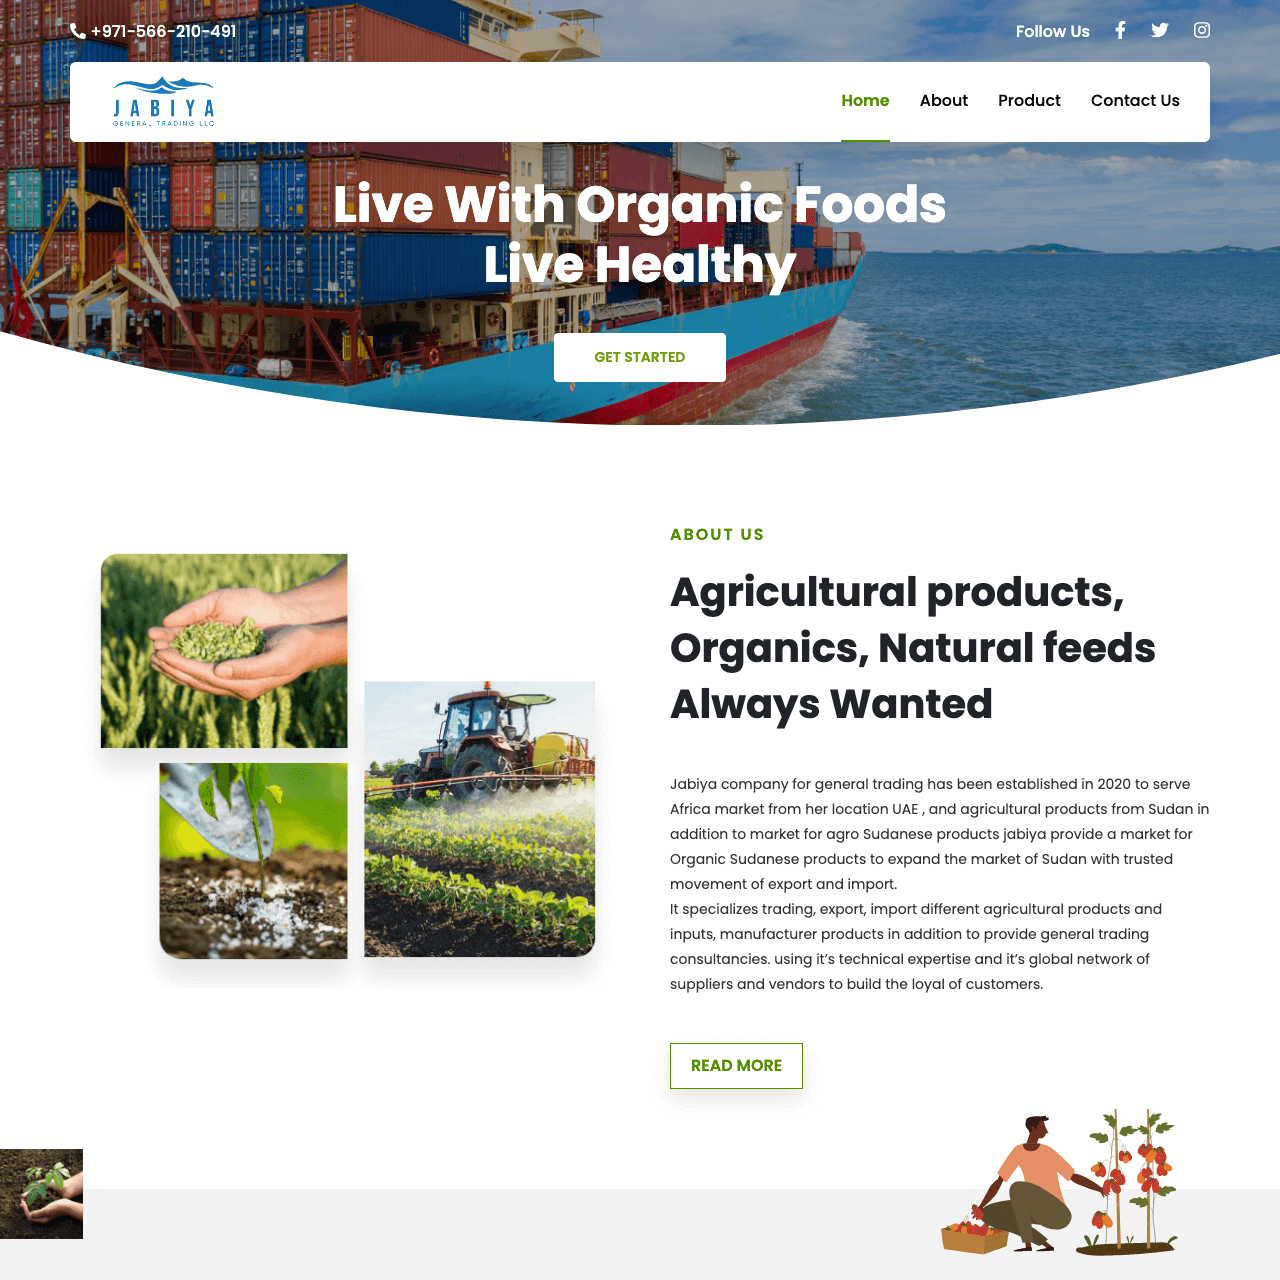 +971-566-210-491
Follow Us
JABIYA
GENERAL TRADING LLC
Home About Product Contact Us
Live With Organic Foods
Live Healthy
GET STARTED
ABOUT US
Agricultural products,
Organics, Natural feeds
Always Wanted
Jabiya company for general trading has been established in 2020 to serve
Africa market from her location UAE , and agricultural products from Sudan in
addition to market for agro Sudanese products jabiya provide a market for
Organic Sudanese products to expand the market of Sudan with trusted
movement of export and import.
It specializes trading, export, import different agricultural products and
inputs, manufacturer products in addition to provide general trading
consultancies. using it’s technical expertise and it’s global network of
suppliers and vendors to build the loyal of customers.
READ MORE